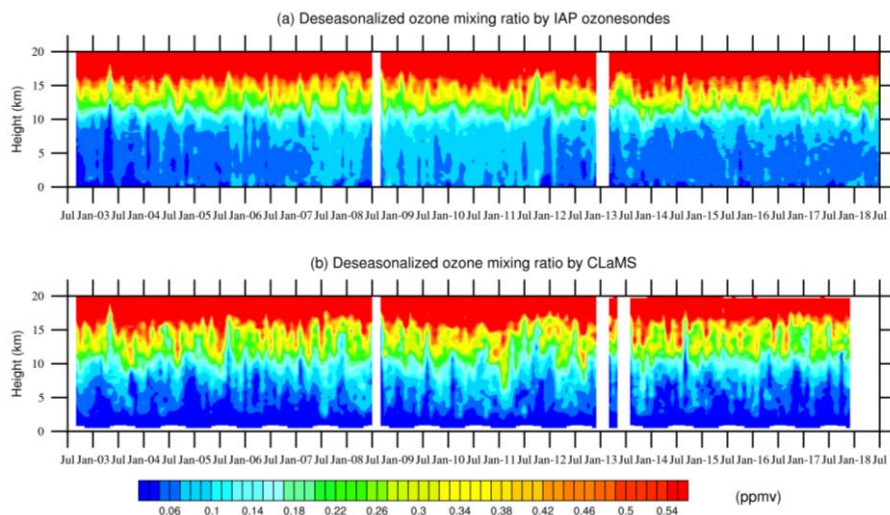 (a) Deseasonalized ozone mixing ratio by IAP ozonesondes
20
15
10
5
0
Height (km)
Jul Jan-03 Jul Jan-04 Jul Jan-05 Jul Jan-06 Jul Jan-07 Jul Jan-08 Jul Jan-09 Jul Jan-10 Jul Jan-11 Jul Jan-12 Jul Jan-13 Jul Jan-14 Jul Jan-15 Jul Jan-16 Jul Jan-17 Jul Jan-18 Jul
(b) Deseasonalized ozone mixing ratio by CLaMS
20
15
10
5
0
Height (km)
Jul Jan-03 Jul Jan-04 Jul Jan-05 Jul Jan-06 Jul Jan-07 Jul Jan-08 Jul Jan-09 Jul Jan-10 Jul Jan-11 Jul Jan-12 Jul Jan-13 Jul Jan-14 Jul Jan-15 Jul Jan-16 Jul Jan-17 Jul Jan-18 Jul
0.06 0.1 0.14 0.18 0.22 0.26 0.3 0.34 0.38 0.42 0.46 0.5 0.54 (ppmv)